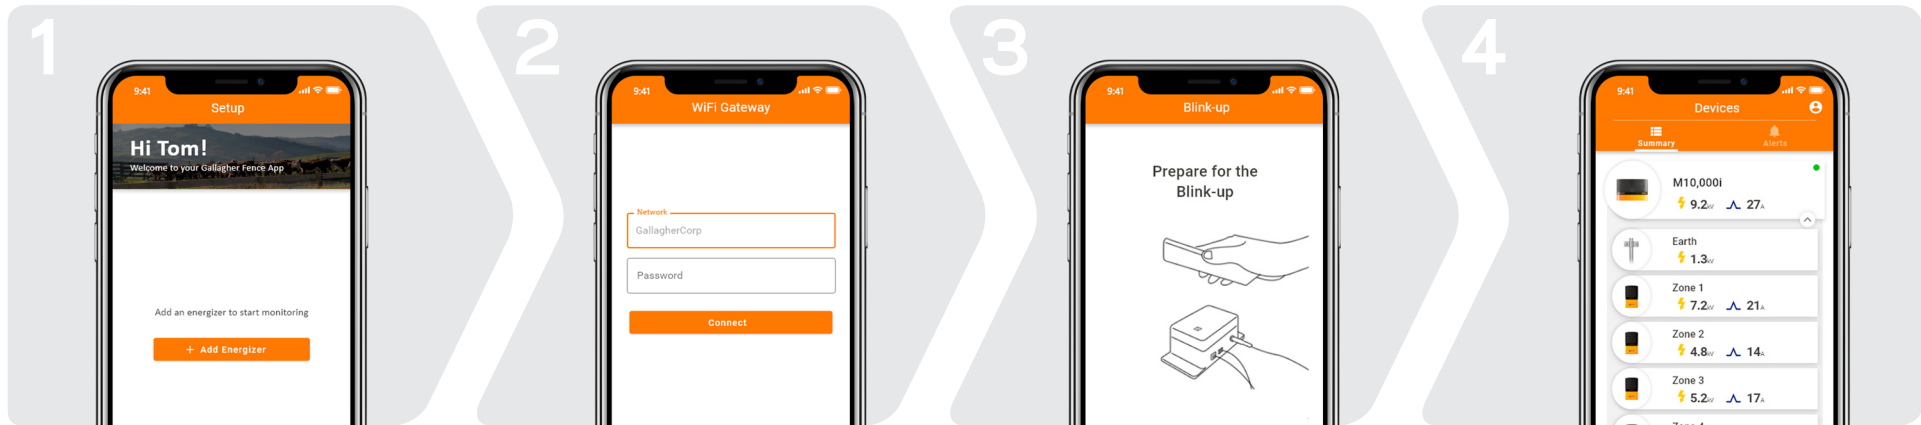 1
9:41
Setup
Hi Tom!
Welcome to your Gallagher Fence App
Add an energizer to start monitoring
+ Add Energizer
2
9:41
WiFi Gateway
Network
GallagherCorp
Password
Connect
3
9:41
Blink-up
Prepare for the
Blink-up
4
9:41
Devices
Summary
Alerts
M10,000i
9.2kV 27A
Earth
1.3kV
Zone 1
7.2kV 21A
Zone 2
4.8kV 14A
Zone 3
5.2kV 17A